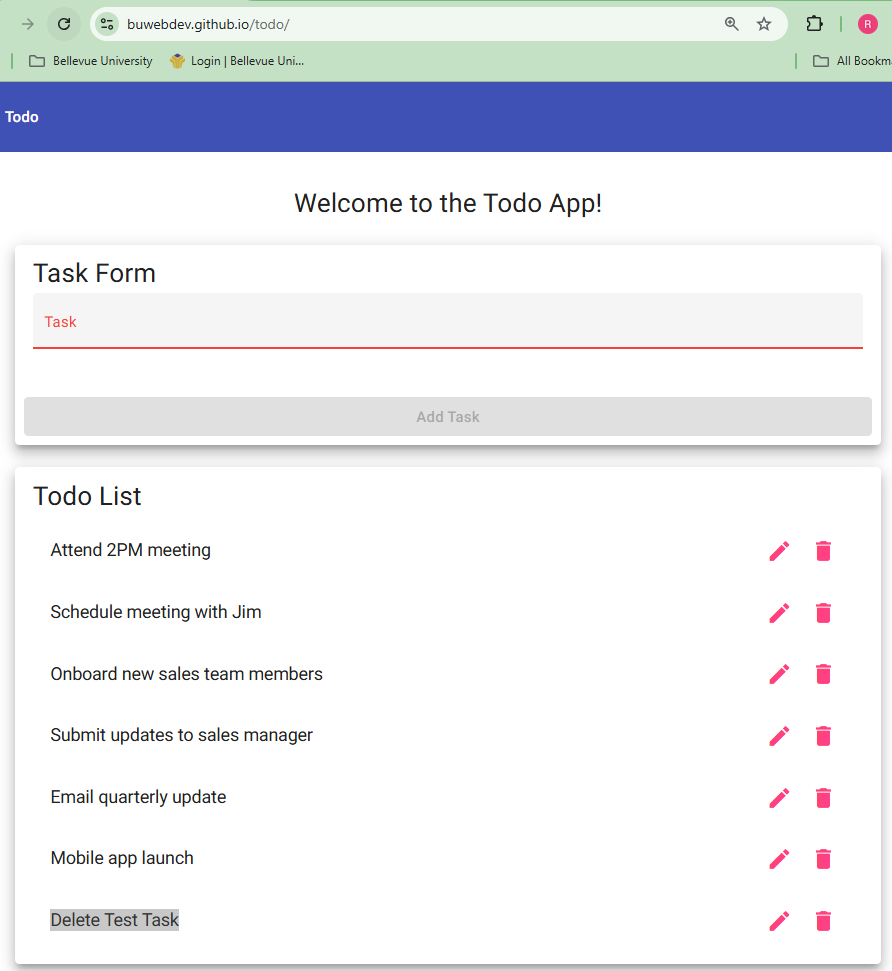 buwebdev.github.io/todo/
R
Bellevue University
Login | Bellevue Uni...
All Bookm
Todo
Welcome to the Todo App!
Task Form
Task
Add Task
Todo List
Attend 2PM meeting
Schedule meeting with Jim
Onboard new sales team members
Submit updates to sales manager
Email quarterly update
Mobile app launch
Delete Test Task